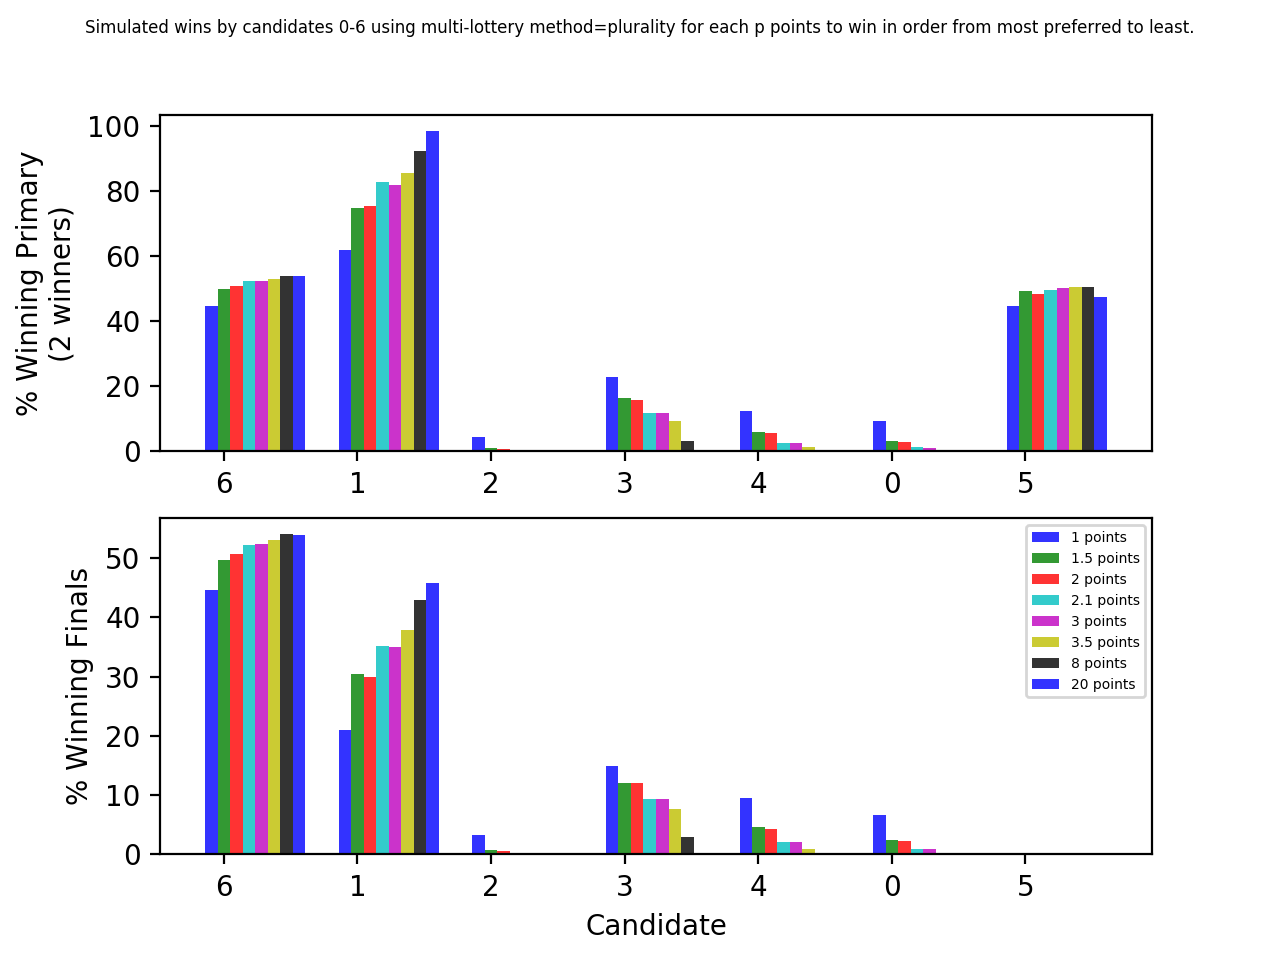 Simulated wins by candidates 0-6 using multi-lottery method=plurality for each p points to win in order from most preferred to least.
% Winning Primary
(2 winners)
100
80
60
40
20
0
6 1 2 3 4 0 5
% Winning Finals
50
40
30
20
10
0
1 points
1.5 points
2 points
2.1 points
3 points
3.5 points
8 points
20 points
6 1 2 3 4 0 5
Candidate